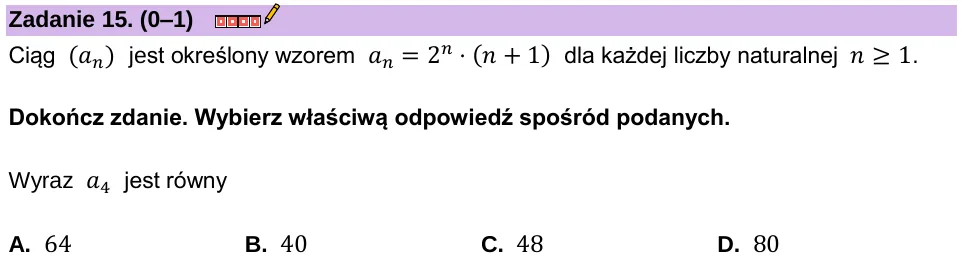 Zadanie 15. (0–1)
Ciąg (aₙ) jest określony wzorem aₙ = 2ⁿ · (n + 1) dla każdej liczby naturalnej n ≥ 1.
Dokończ zdanie. Wybierz właściwą odpowiedź spośród podanych.
Wyraz a₄ jest równy
A. 64 B. 40 C. 48 D. 80